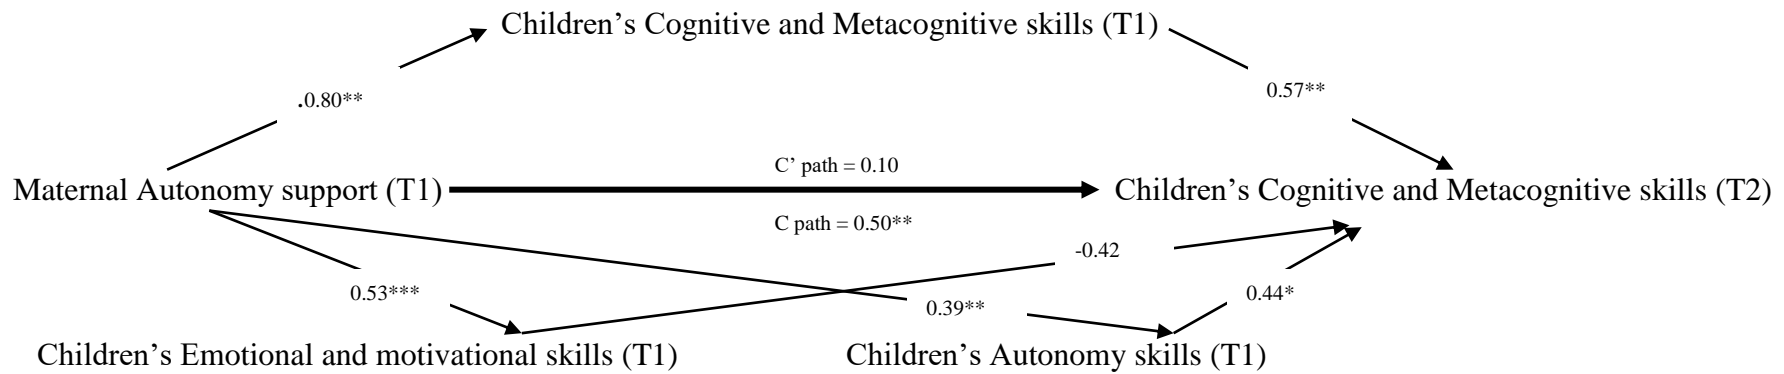 Children’s Cognitive and Metacognitive skills (T1)
.0.80**
0.57**
C’ path = 0.10
Maternal Autonomy support (T1)
Children’s Cognitive and Metacognitive skills (T2)
C path = 0.50**
-0.42
0.53***
0.39**
0.44*
Children’s Emotional and motivational skills (T1)
Children’s Autonomy skills (T1)